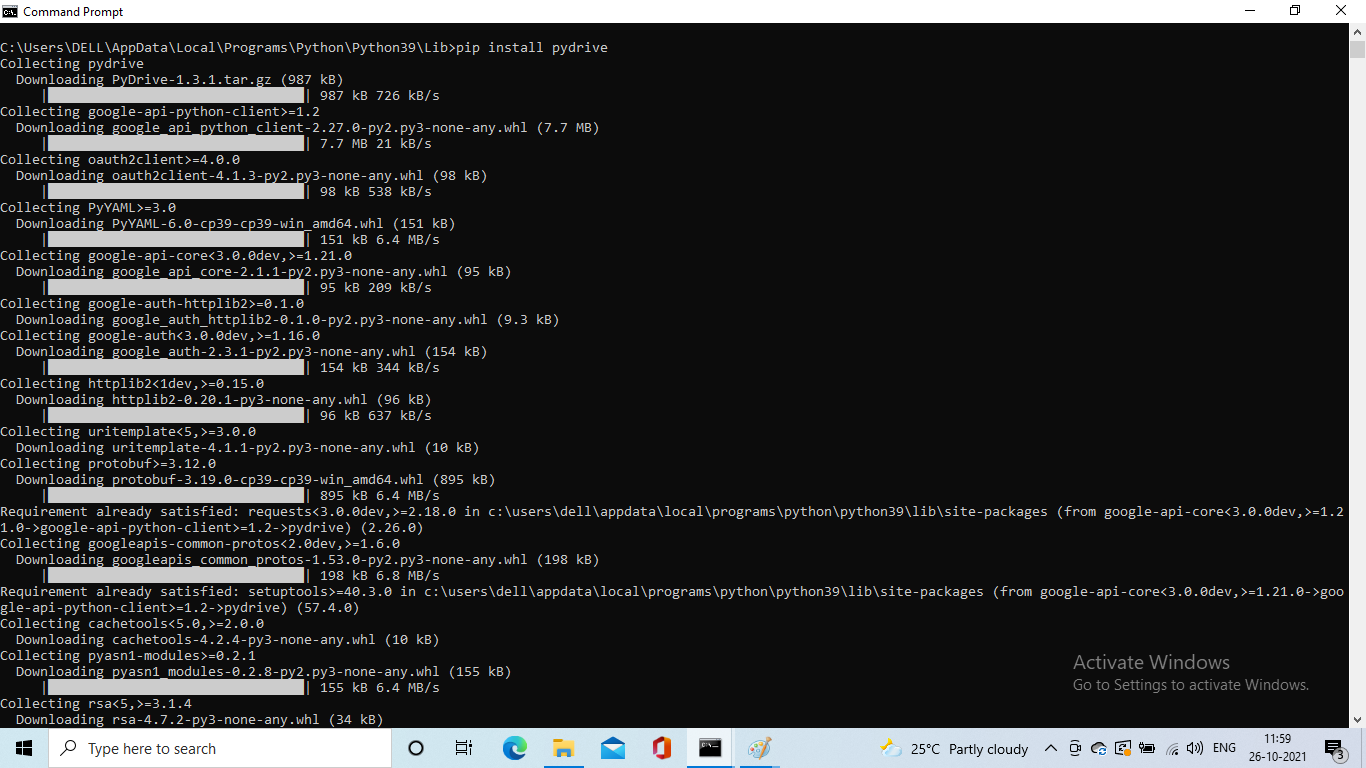 Command Prompt
C:\Users\DELL\AppData\Local\Programs\Python\Python39\Lib>pip install pydrive
Collecting pydrive
  Downloading PyDrive-1.3.1.tar.gz (987 kB)
     |████████████████████████████████| 987 kB 726 kB/s
Collecting google-api-python-client>=1.2
  Downloading google_api_python_client-2.27.0-py2.py3-none-any.whl (7.7 MB)
     |████████████████████████████████| 7.7 MB 21 kB/s
Collecting oauth2client>=4.0.0
  Downloading oauth2client-4.1.3-py2.py3-none-any.whl (98 kB)
     |████████████████████████████████| 98 kB 538 kB/s
Collecting PyYAML>=3.0
  Downloading PyYAML-6.0-cp39-cp39-win_amd64.whl (151 kB)
     |████████████████████████████████| 151 kB 6.4 MB/s
Collecting google-api-core<3.0.0dev,>=1.21.0
  Downloading google_api_core-2.1.1-py2.py3-none-any.whl (95 kB)
     |████████████████████████████████| 95 kB 209 kB/s
Collecting google-auth-httplib2>=0.1.0
  Downloading google_auth_httplib2-0.1.0-py2.py3-none-any.whl (9.3 kB)
Collecting google-auth<3.0.0dev,>=1.16.0
  Downloading google_auth-2.3.1-py2.py3-none-any.whl (154 kB)
     |████████████████████████████████| 154 kB 344 kB/s
Collecting httplib2<1dev,>=0.15.0
  Downloading httplib2-0.20.1-py3-none-any.whl (96 kB)
     |████████████████████████████████| 96 kB 637 kB/s
Collecting uritemplate<5,>=3.0.0
  Downloading uritemplate-4.1.1-py2.py3-none-any.whl (10 kB)
Collecting protobuf>=3.12.0
  Downloading protobuf-3.19.0-cp39-cp39-win_amd64.whl (895 kB)
     |████████████████████████████████| 895 kB 6.4 MB/s
Requirement already satisfied: requests<3.0.0dev,>=2.18.0 in c:\users\dell\appdata\local\programs\python\python39\lib\site-packages (from google-api-core<3.0.0dev,>=1.2
1.0->google-api-python-client>=1.2->pydrive) (2.26.0)
Collecting googleapis-common-protos<2.0dev,>=1.6.0
  Downloading googleapis_common_protos-1.53.0-py2.py3-none-any.whl (198 kB)
     |████████████████████████████████| 198 kB 6.8 MB/s
Requirement already satisfied: setuptools>=40.3.0 in c:\users\dell\appdata\local\programs\python\python39\lib\site-packages (from google-api-core<3.0.0dev,>=1.21.0->goo
gle-api-python-client>=1.2->pydrive) (57.4.0)
Collecting cachetools<5.0,>=2.0.0
  Downloading cachetools-4.2.4-py3-none-any.whl (10 kB)
Collecting pyasn1-modules>=0.2.1
  Downloading pyasn1_modules-0.2.8-py2.py3-none-any.whl (155 kB)
     |████████████████████████████████| 155 kB 6.4 MB/s
Collecting rsa<5,>=3.1.4
  Downloading rsa-4.7.2-py3-none-any.whl (34 kB)
Activate Windows
Go to Settings to activate Windows.
Type here to search
25°C Partly cloudy
ENG
11:59
26-10-2021
3